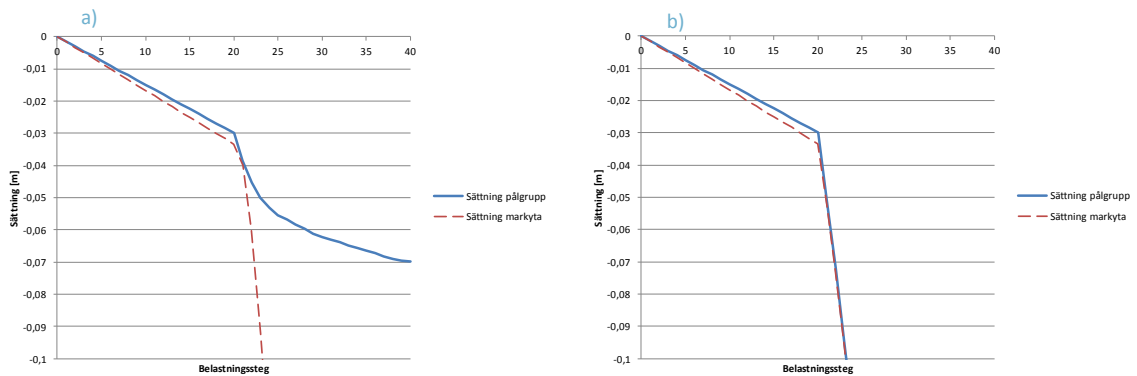 a)
0
0 5 10 15 20 25 30 35 40
-0,01
-0,02
-0,03
-0,04
-0,05
-0,06
-0,07
-0,08
-0,09
-0,1
Sättning [m]
Belastningssteg
Sättning pålgrupp
Sättning markyta
b)
0
0 5 10 15 20 25 30 35 40
-0,01
-0,02
-0,03
-0,04
-0,05
-0,06
-0,07
-0,08
-0,09
-0,1
Sättning [m]
Belastningssteg
Sättning pålgrupp
Sättning markyta